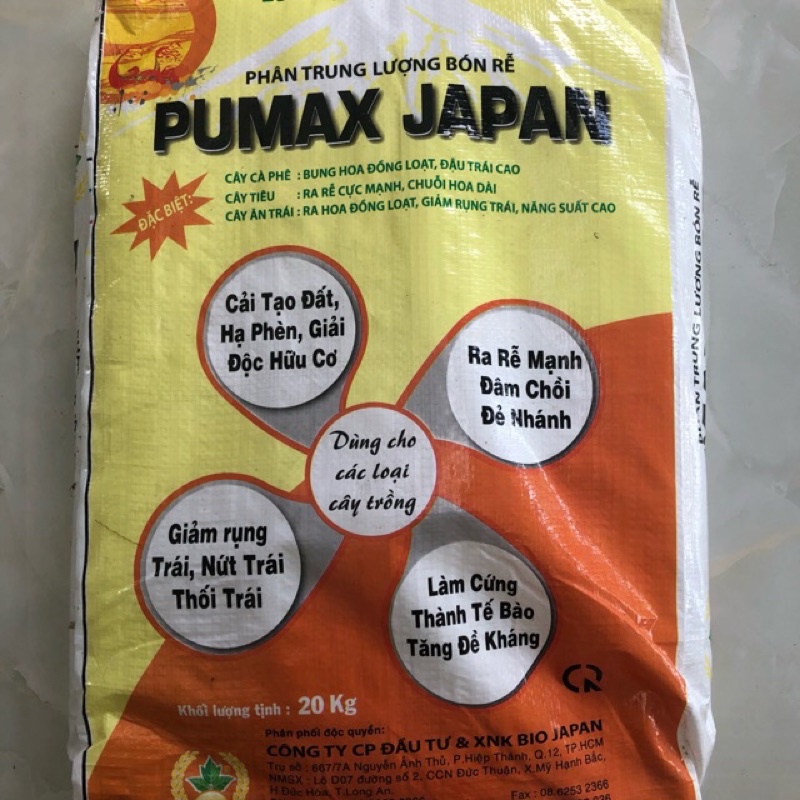 PHÂN TRUNG LƯỢNG BÓN RỄ
PUMAX JAPAN
ĐẶC BIỆT:
CÂY CÀ PHÊ : BUNG HOA ĐỒNG LOẠT, ĐẬU TRÁI CAO
CÂY TIÊU : RA RỄ CỰC MẠNH, CHUỖI HOA DÀI
CÂY ĂN TRÁI : RA HOA ĐỒNG LOẠT, GIẢM RỤNG TRÁI, NĂNG SUẤT CAO
Cải Tạo Đất,
Hạ Phèn, Giải
Độc Hữu Cơ
Ra Rễ Mạnh
Đâm Chồi
Đẻ Nhánh
Dùng cho
các loại
cây trồng
Giảm rụng
Trái, Nứt Trái
Thối Trái
Làm Cứng
Thành Tế Bào
Tăng Đề Kháng
Khối lượng tịnh : 20 Kg
Phân phối độc quyền:
CÔNG TY CP ĐẦU TƯ & XNK BIO JAPAN
Trụ sở : 667/7A Nguyễn Ảnh Thủ, P.Hiệp Thành, Q.12, TP.HCM
NMSX - Lô D07 đường số 2, CCN Đức Thuận, X.Mỹ Hạnh Bắc,
H.Đức Hòa, T.Long An.
Fax : 08.6253 2366
PHÂN TRUNG LƯỢNG BÓN RỄ